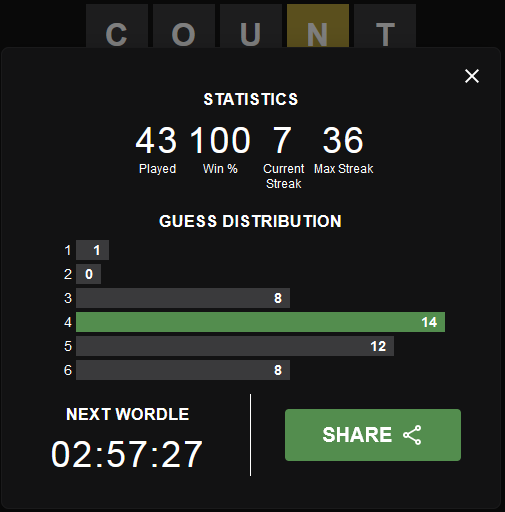 C O U N T
STATISTICS
43 100 7 36
Played Win % Current Streak Max Streak
GUESS DISTRIBUTION
1 1
2 0
3 8
4 14
5 12
6 8
NEXT WORDLE
02:57:27
SHARE